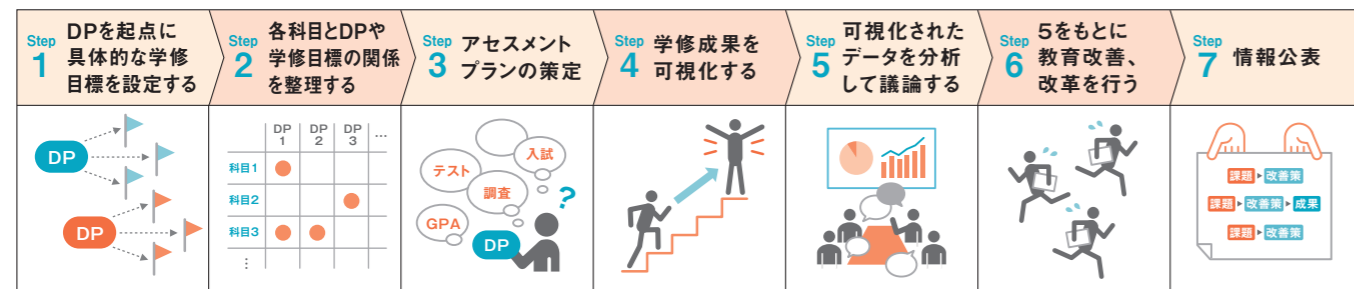 Step 1
DPを起点に
具体的な学修
目標を設定する
Step 2
各科目とDPや
学修目標の関係
を整理する
Step 3
アセスメント
プランの策定
Step 4
学修成果を
可視化する
Step 5
可視化された
データを分析
して議論する
Step 6
5をもとに
教育改善、
改革を行う
Step 7
情報公表
DP
DP
DP 1 DP 2 DP 3 …
科目1
科目2
科目3
⋮
入試
テスト
調査
GPA
?
DP
課題▶改善策
課題▶改善策▶成果
課題▶改善策